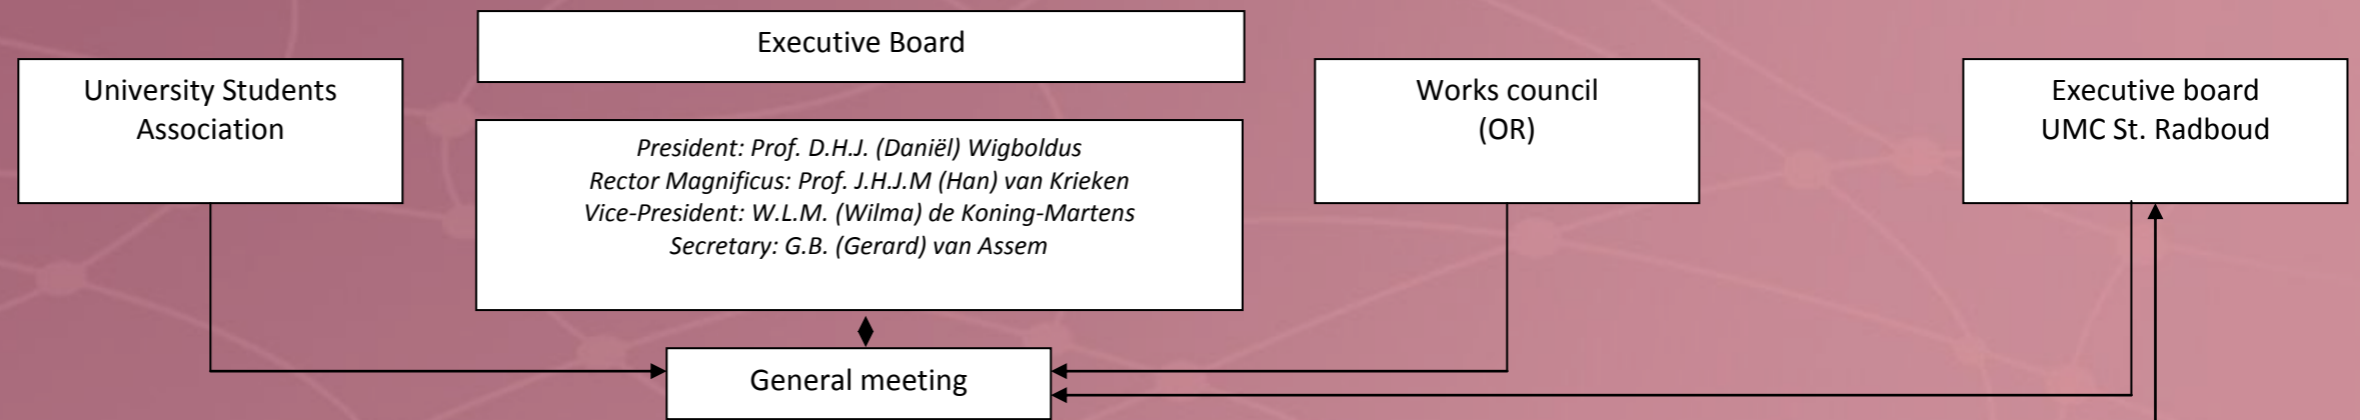 Executive Board
University Students
Association
President: Prof. D.H.J. (Daniël) Wigboldus
Rector Magnificus: Prof. J.H.J.M (Han) van Krieken
Vice-President: W.L.M. (Wilma) de Koning-Martens
Secretary: G.B. (Gerard) van Assem
Works council
(OR)
Executive board
UMC St. Radboud
General meeting